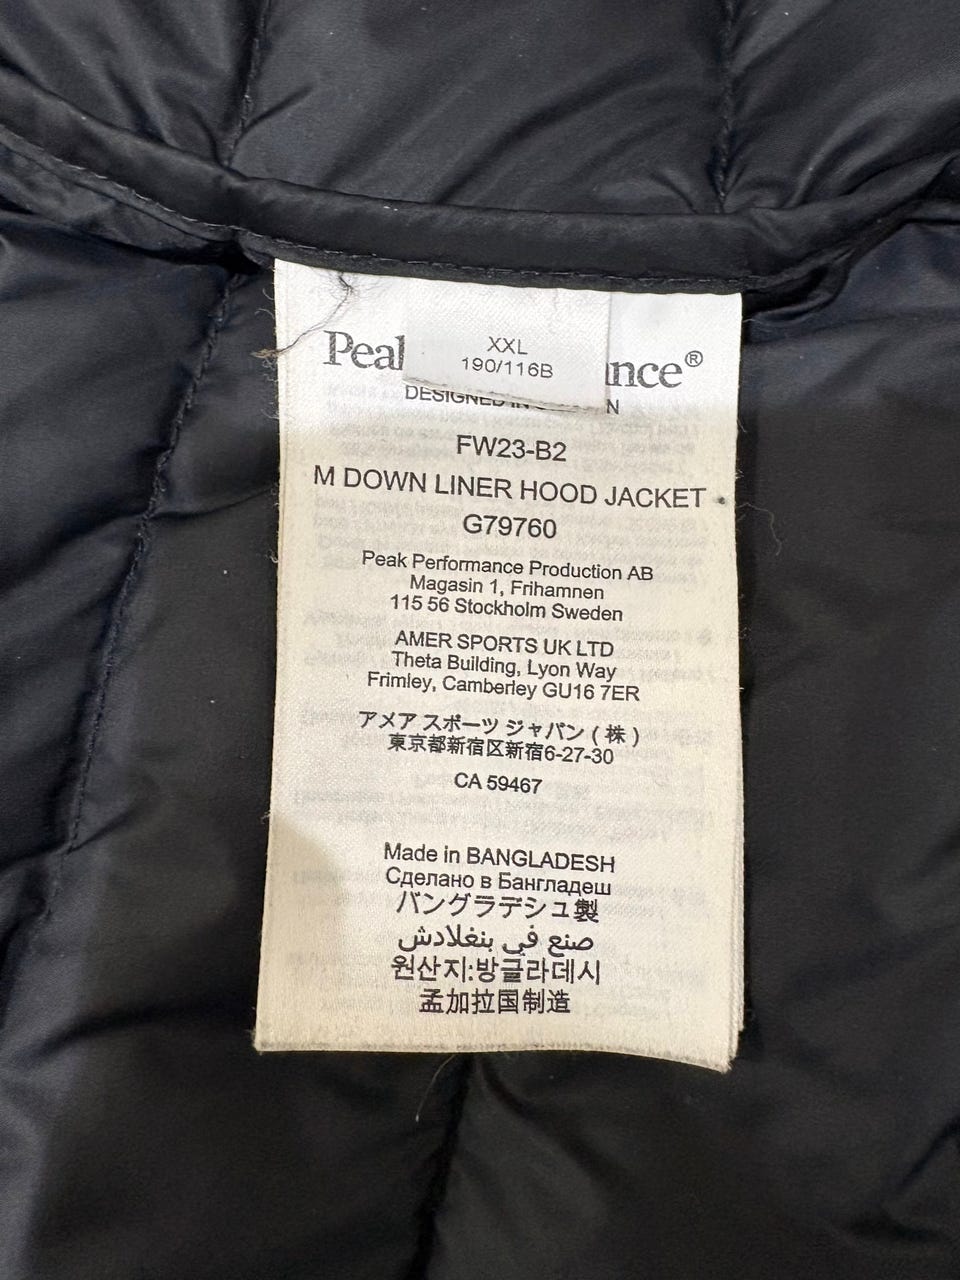 XXL
190/116B
Peak ance®
DESIGNED IN
FW23-B2
M DOWN LINER HOOD JACKET
G79760
Peak Performance Production AB
Magasin 1, Frihamnen
115 56 Stockholm Sweden
AMER SPORTS UK LTD
Theta Building, Lyon Way
Frimley, Camberley GU16 7ER
アメア スポーツ ジャパン ( 株 )
東京都新宿区新宿6-27-30
CA 59467
Made in BANGLADESH
Сделано в Бангладеш
バングラデシュ製
صنع في بنغلادش
원산지:방글라데시
孟加拉国制造